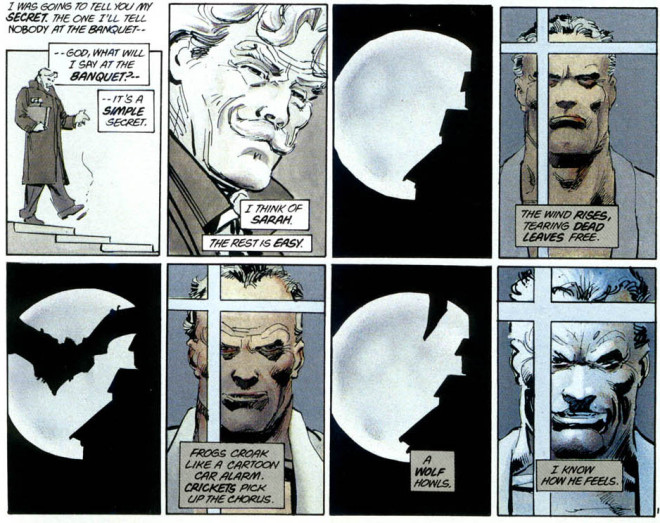 I WAS GOING TO TELL YOU MY
SECRET. THE ONE I'LL TELL
NOBODY AT THE BANQUET--
--GOD, WHAT WILL
I SAY AT THE
BANQUET?--
--IT'S A
SIMPLE
SECRET.
I THINK OF
SARAH.
THE REST IS EASY.
THE WIND RISES,
TEARING DEAD
LEAVES FREE.
FROGS CROAK
LIKE A CARTOON
CAR ALARM.
CRICKETS PICK
UP THE CHORUS.
A
WOLF
HOWLS.
I KNOW
HOW HE FEELS.